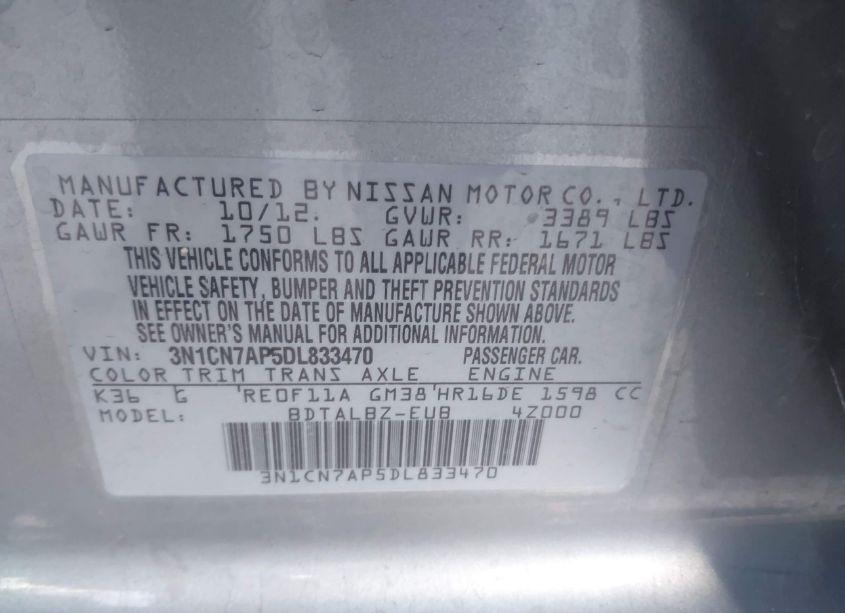 MANUFACTURED BY NISSAN MOTOR CO., LTD.
DATE: 10/12. GVWR: 3389 LBS
GAWR FR: 1750 LBS GAWR RR: 1671 LBS
THIS VEHICLE CONFORMS TO ALL APPLICABLE FEDERAL MOTOR
VEHICLE SAFETY, BUMPER AND THEFT PREVENTION STANDARDS
IN EFFECT ON THE DATE OF MANUFACTURE SHOWN ABOVE.
SEE OWNER'S MANUAL FOR ADDITIONAL INFORMATION.
VIN: 3N1CN7AP5DL833470 PASSENGER CAR.
COLOR TRIM TRANS AXLE ENGINE
K36 G RE0F11A GM38 HR16DE 1598 CC
MODEL: BDTALBZ-EUB 4Z000
3N1CN7AP5DL833470